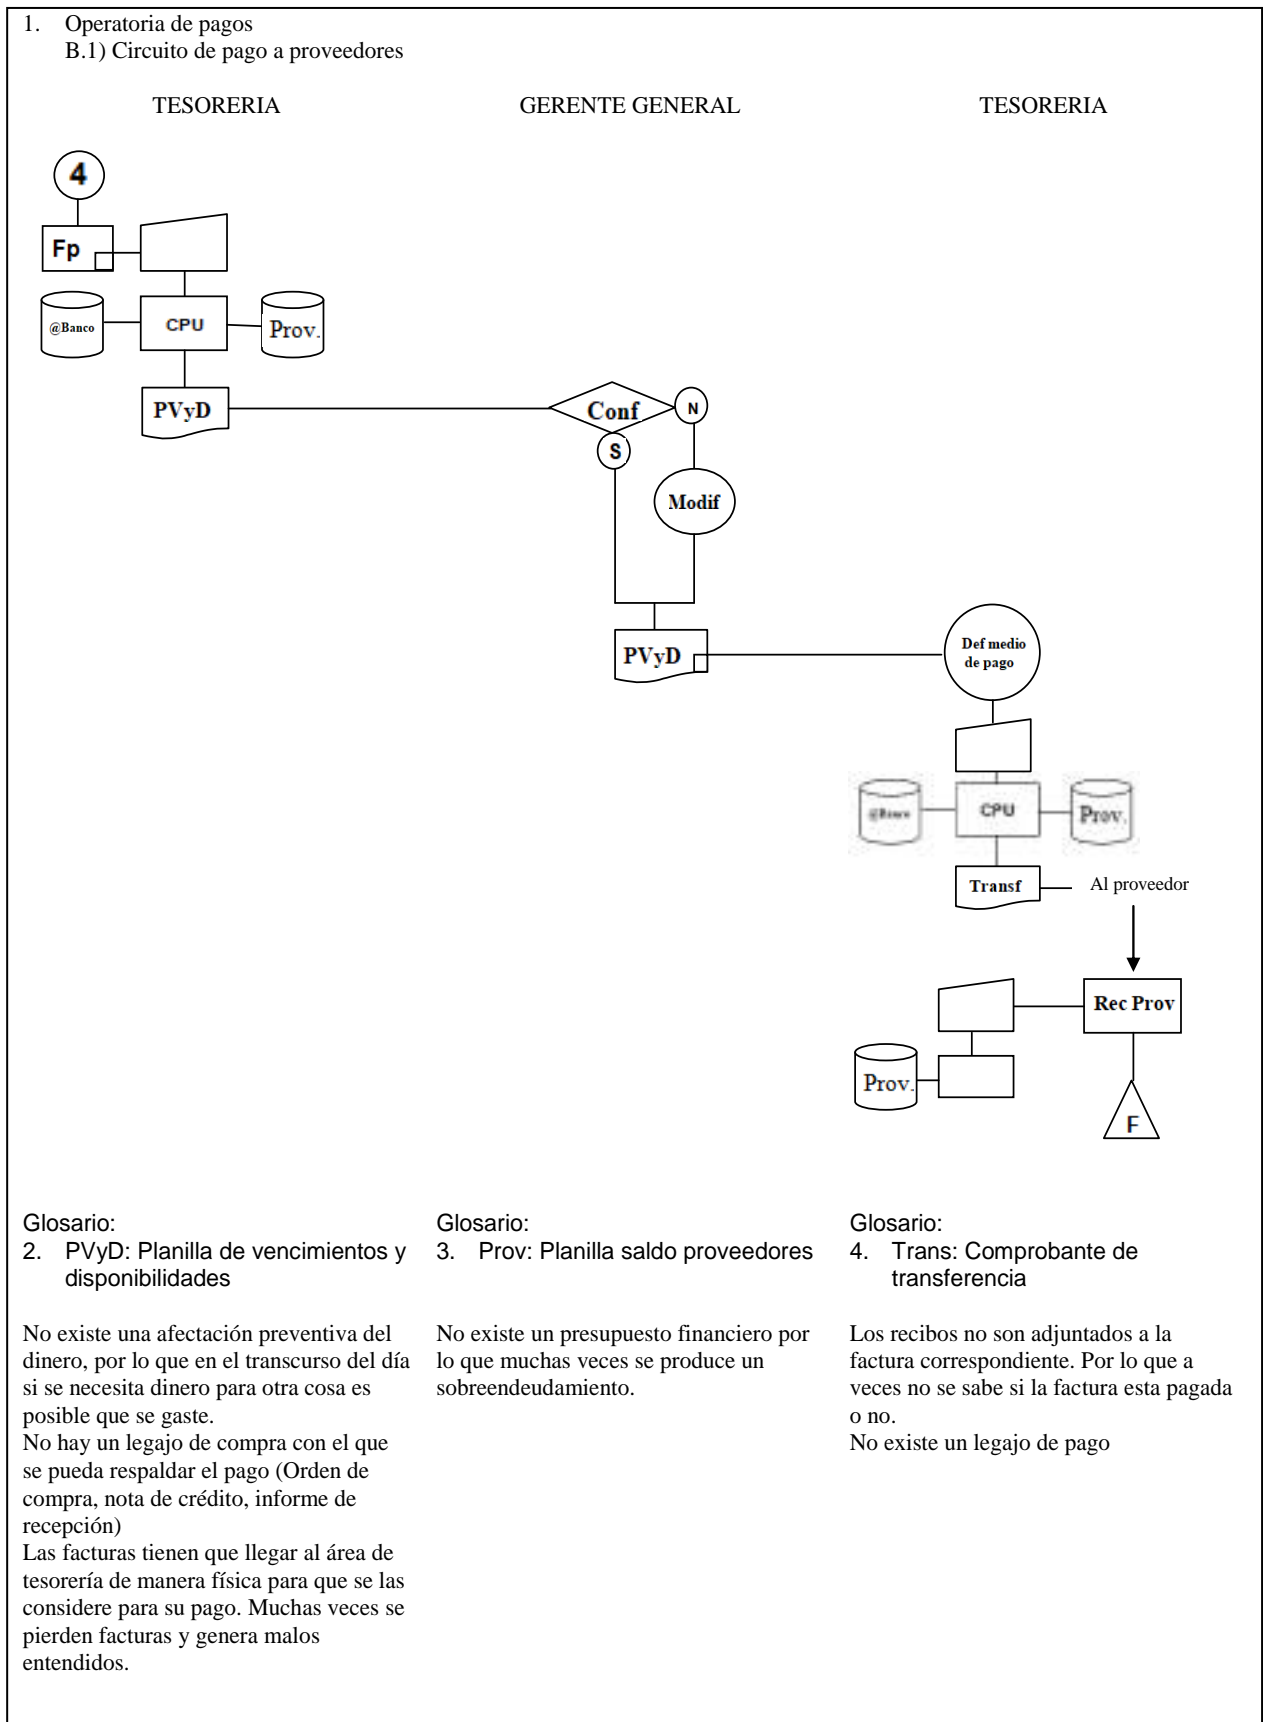 1. Operatoria de pagos
B.1) Circuito de pago a proveedores
TESORERIA
GERENTE GENERAL
TESORERIA
4
Fp
@Banco
CPU
Prov.
PVyD
Conf
N
S
Modif
PVyD
Def medio
de pago
@Banco
CPU
Prov.
Transf
Al proveedor
Rec Prov
Prov.
F
Glosario:
2. PVyD: Planilla de vencimientos y
disponibilidades
No existe una afectación preventiva del
dinero, por lo que en el transcurso del día
si se necesita dinero para otra cosa es
posible que se gaste.
No hay un legajo de compra con el que
se pueda respaldar el pago (Orden de
compra, nota de crédito, informe de
recepción)
Las facturas tienen que llegar al área de
tesorería de manera física para que se las
considere para su pago. Muchas veces se
pierden facturas y genera malos
entendidos.
Glosario:
3. Prov: Planilla saldo proveedores
No existe un presupuesto financiero por
lo que muchas veces se produce un
sobreendeudamiento.
Glosario:
4. Trans: Comprobante de
transferencia
Los recibos no son adjuntados a la
factura correspondiente. Por lo que a
veces no se sabe si la factura esta pagada
o no.
No existe un legajo de pago